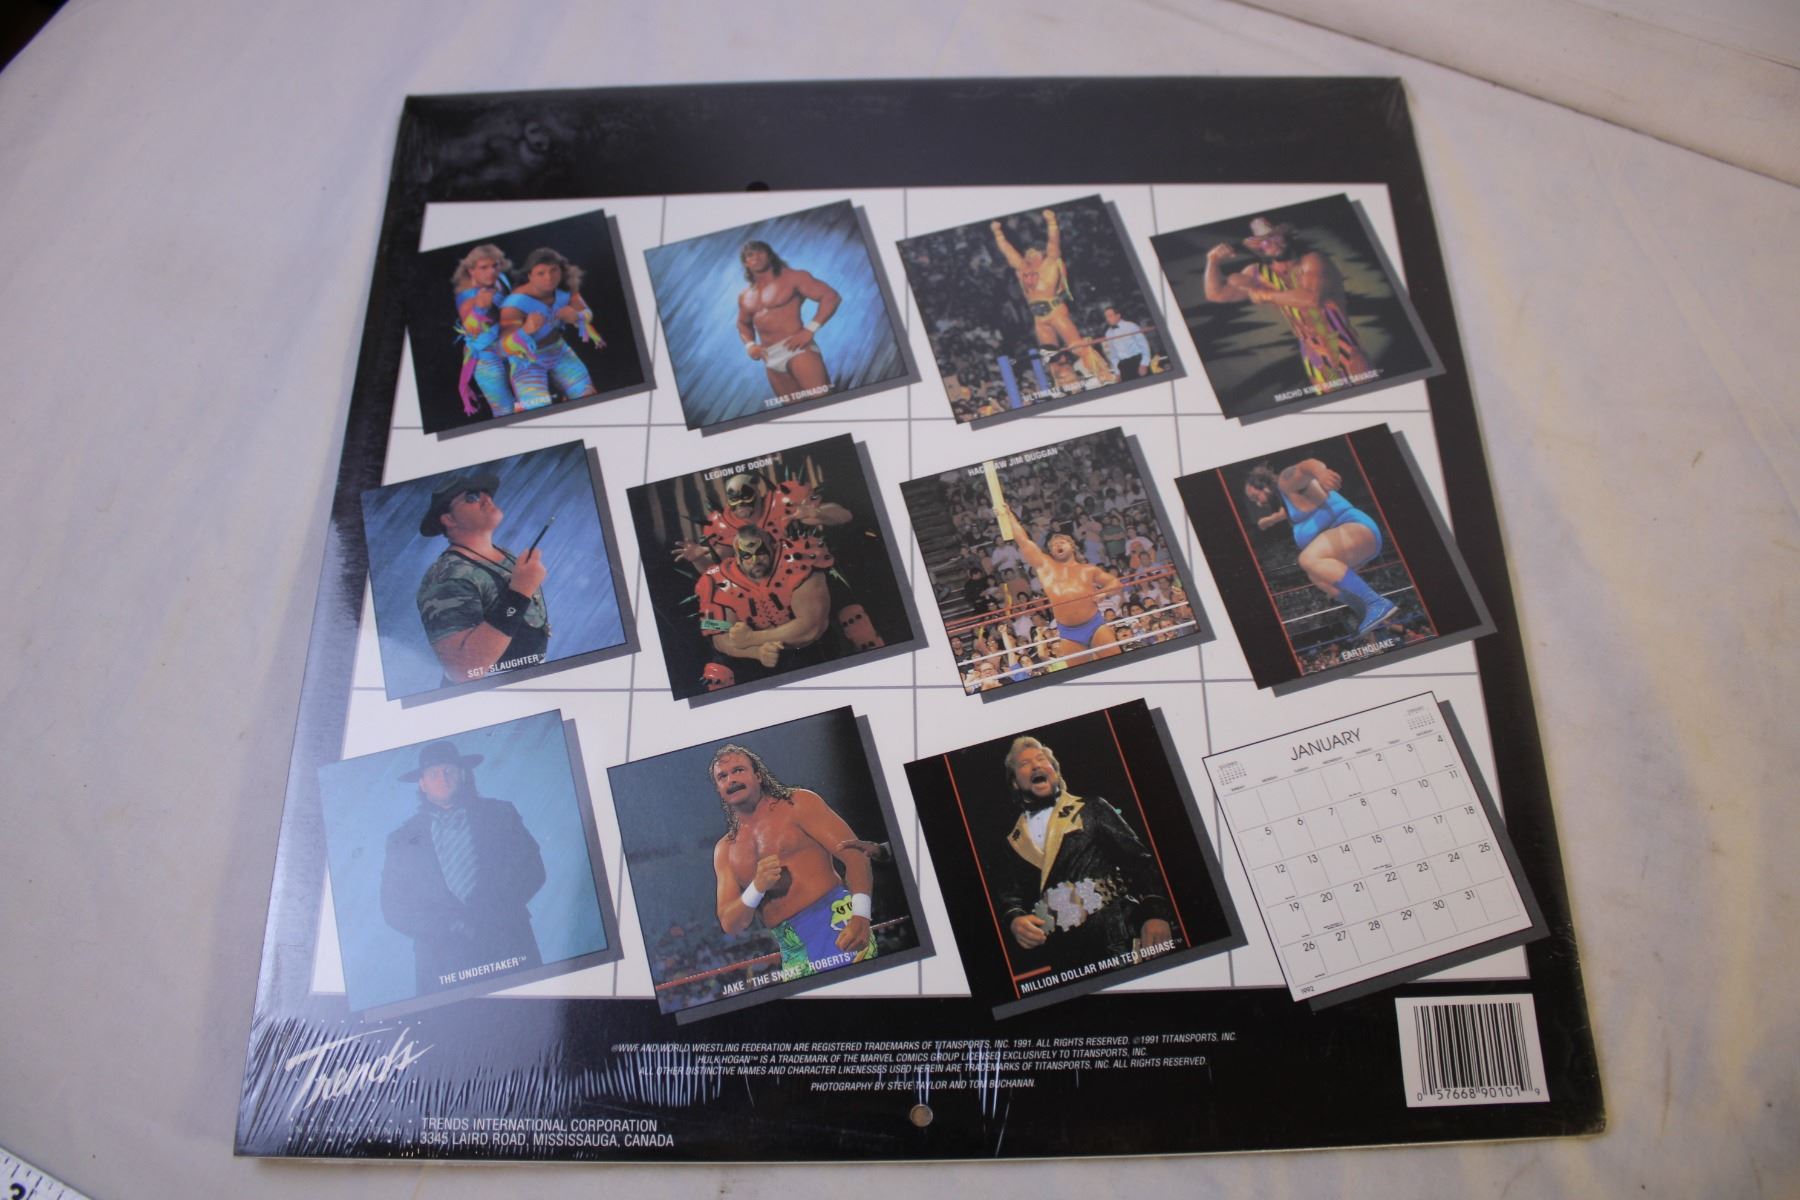 ROCKERS™
TEXAS TORNADO™
ULTIMATE WARRIOR
MACHO KING RANDY SAVAGE™
SGT. SLAUGHTER™
LEGION OF DOOM™
HACKSAW JIM DUGGAN
EARTHQUAKE™
THE UNDERTAKER™
JAKE "THE SNAKE" ROBERTS™
MILLION DOLLAR MAN TED DIBIASE™
JANUARY
1 2 3 4
5 6 7 8 9 10 11
12 13 14 15 16 17 18
19 20 21 22 23 24 25
26 27 28 29 30 31
1992
Trends
INTERNATIONAL
®WWF AND WORLD WRESTLING FEDERATION ARE REGISTERED TRADEMARKS OF TITANSPORTS, INC. 1991. ALL RIGHTS RESERVED. ©1991 TITANSPORTS, INC.
HULK HOGAN™ IS A TRADEMARK OF THE MARVEL COMICS GROUP LICENSED EXCLUSIVELY TO TITANSPORTS, INC.
ALL OTHER DISTINCTIVE NAMES AND CHARACTER LIKENESSES USED HEREIN ARE TRADEMARKS OF TITANSPORTS, INC. ALL RIGHTS RESERVED.
PHOTOGRAPHY BY STEVE TAYLOR AND TOM BUCHANAN.
TRENDS INTERNATIONAL CORPORATION
3345 LAIRD ROAD, MISSISSAUGA, CANADA
0 57668 90101 9
3